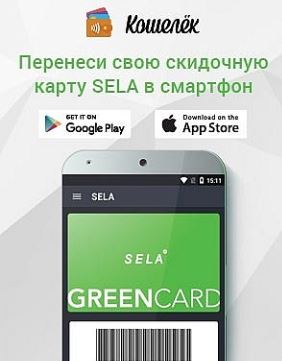 Кошелёк
Перенеси свою скидочную
карту SELA в смартфон
GET IT ON
Google Play
Download on the
App Store
15:11
SELA
SELA
GREENCARD